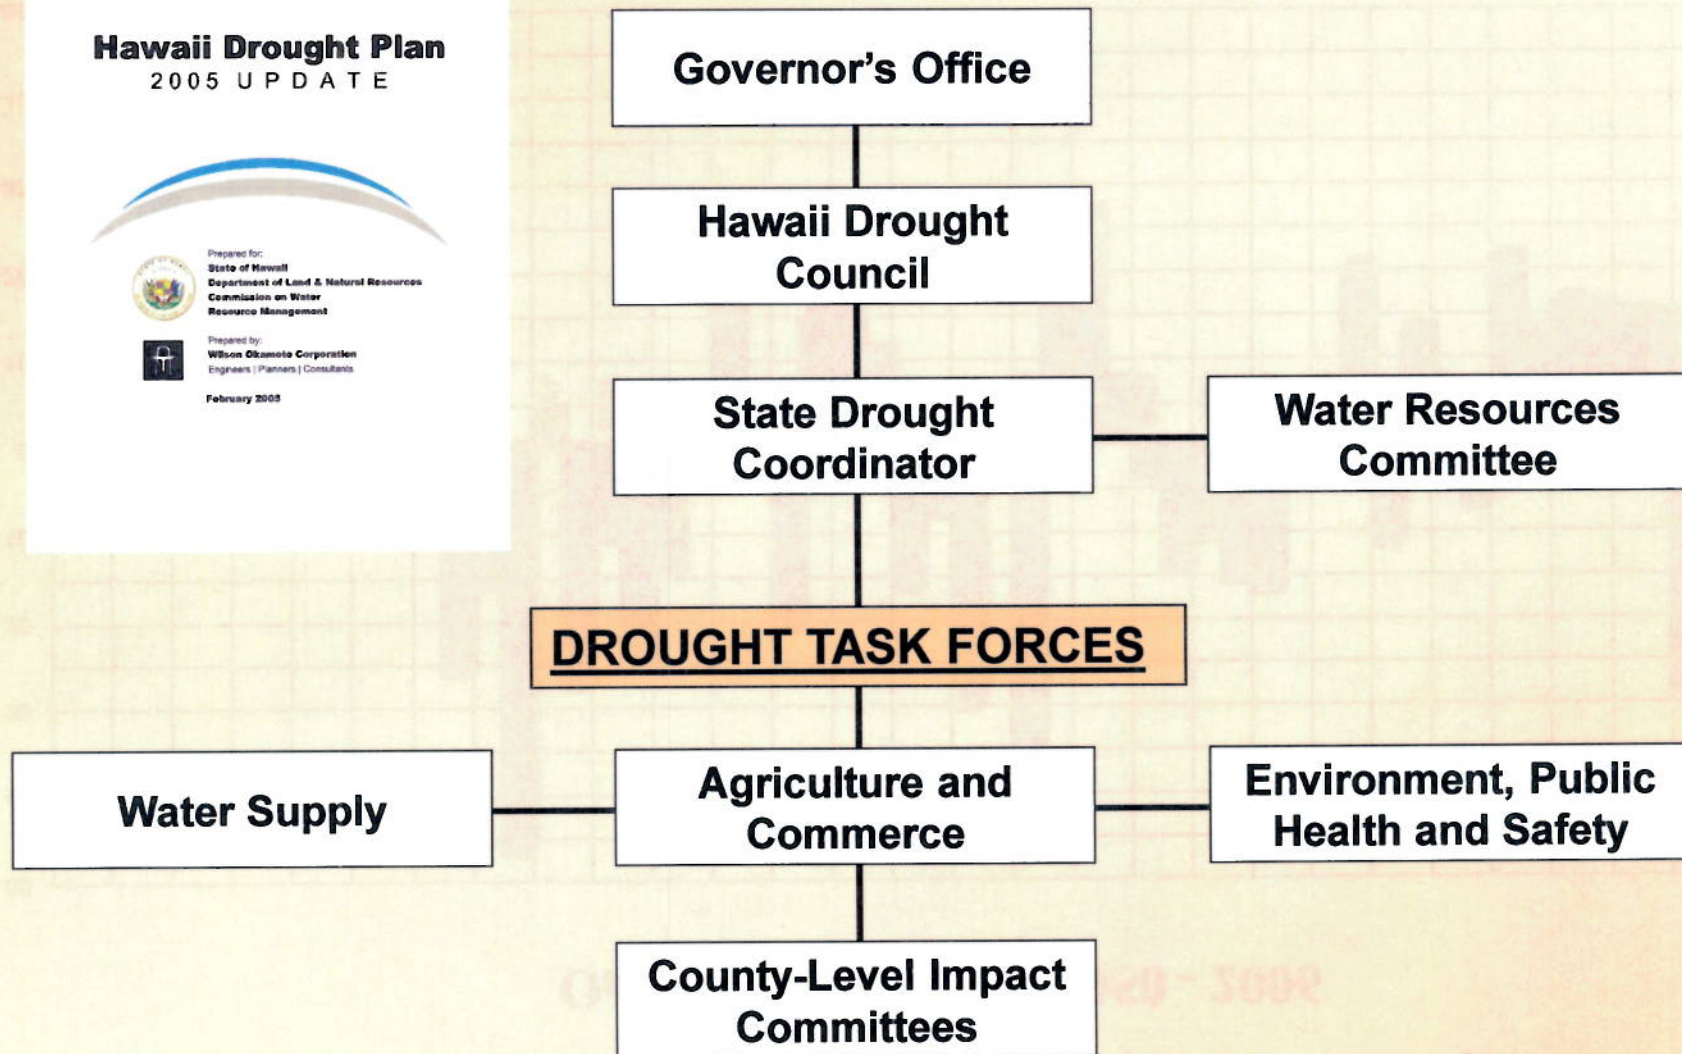 Hawaii Drought Plan
2005 UPDATE
Prepared for:
State of Hawaii
Department of Land & Natural Resources
Commission on Water
Resource Management
Prepared by:
Wilson Okamoto Corporation
Engineers | Planners | Consultants
February 2005
Governor's Office
Hawaii Drought
Council
State Drought
Coordinator
Water Resources
Committee
DROUGHT TASK FORCES
Water Supply
Agriculture and
Commerce
Environment, Public
Health and Safety
County-Level Impact
Committees